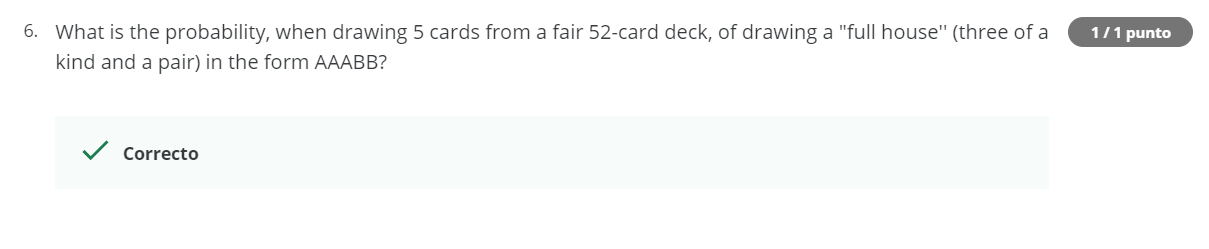 6. What is the probability, when drawing 5 cards from a fair 52-card deck, of drawing a "full house'' (three of a
kind and a pair) in the form AAABB?
1 / 1 punto
Correcto